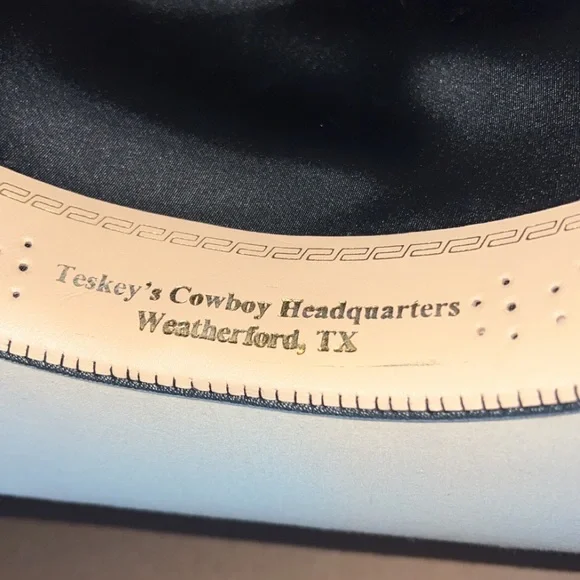 Teskey's Cowboy Headquarters
Weatherford, TX